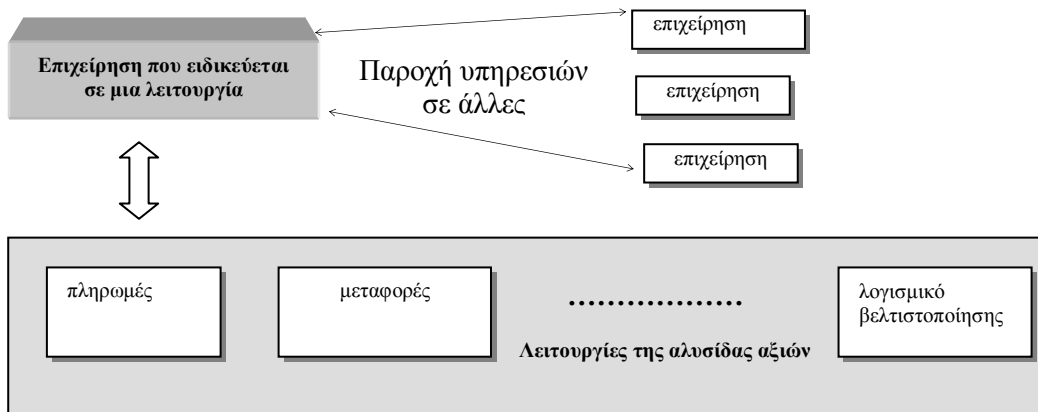 επιχείρηση
Επιχείρηση που ειδικεύεται
σε μια λειτουργία
Παροχή υπηρεσιών
σε άλλες
επιχείρηση
επιχείρηση
πληρωμές
μεταφορές
..................
λογισμικό
βελτιστοποίησης
Λειτουργίες της αλυσίδας αξιών